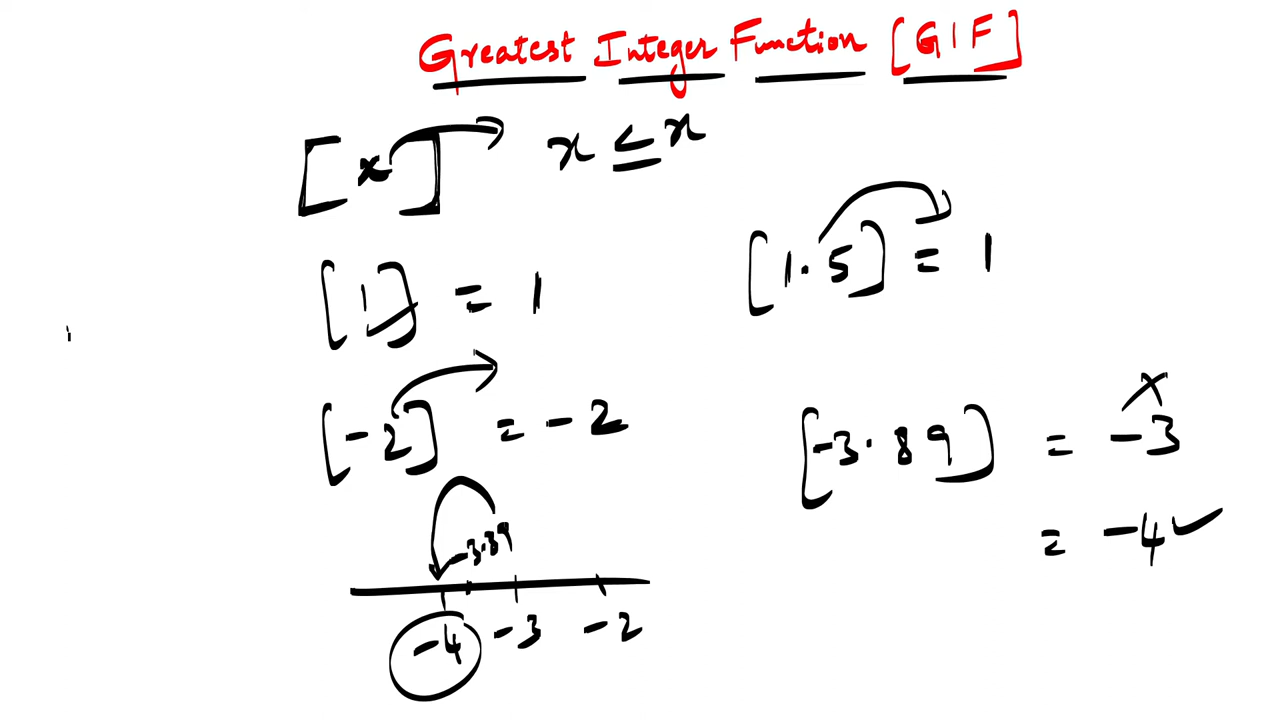 Greatest Integer Function [GIF]
[x] x ≤ x
[1.5] = 1
[1] = 1
[-2] = -2
[-3.89] = -3
= -4
-3.89
-4 -3 -2